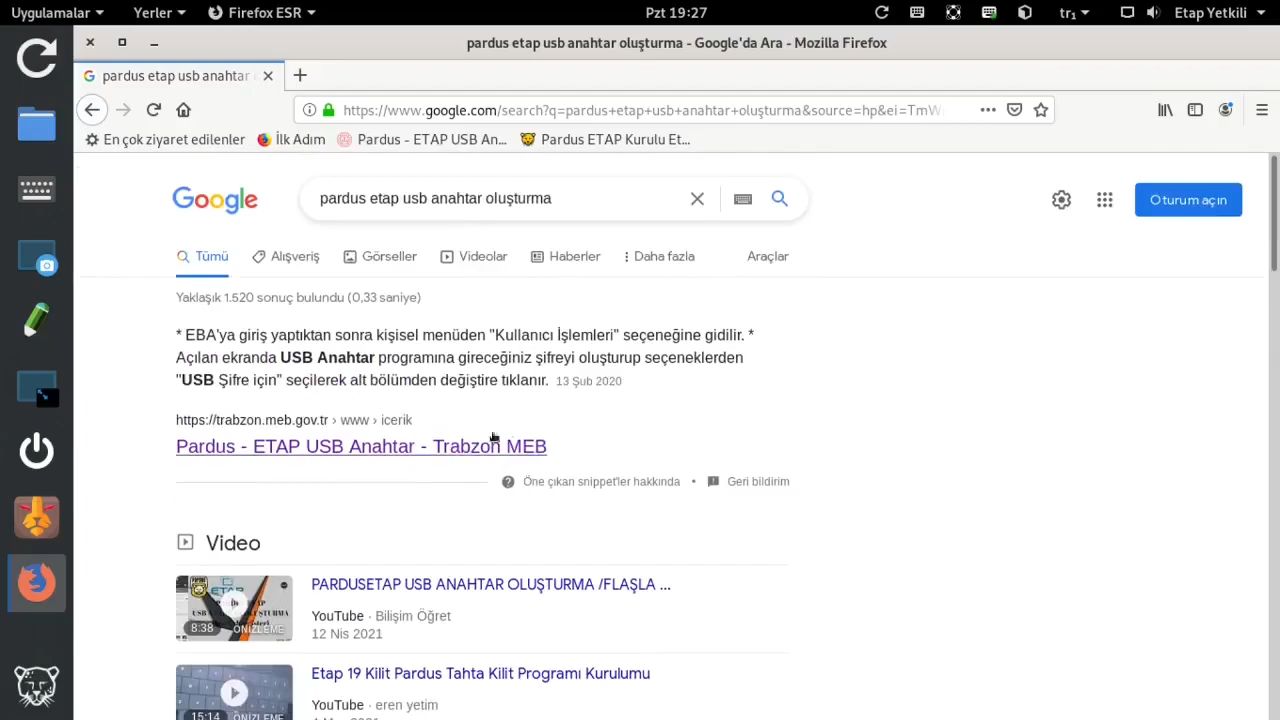 Uygulamalar Yerler Firefox ESR Pzt 19:27 tr₁ Etap Yetkili
pardus etap usb anahtar oluşturma - Google'da Ara - Mozilla Firefox
pardus etap usb anahtar
https://www.google.com/search?q=pardus+etap+usb+anahtar+oluşturma&source=hp&ei=TmW
En çok ziyaret edilenler İlk Adım Pardus - ETAP USB An... Pardus ETAP Kurulu Et...
Google pardus etap usb anahtar oluşturma Oturum açın
Tümü Alışveriş Görseller Videolar Haberler Daha fazla Araçlar
Yaklaşık 1.520 sonuç bulundu (0,33 saniye)
* EBA'ya giriş yaptıktan sonra kişisel menüden "Kullanıcı İşlemleri" seçeneğine gidilir. *
Açılan ekranda USB Anahtar programına gireceğiniz şifreyi oluşturup seçeneklerden
"USB Şifre için" seçilerek alt bölümden değiştire tıklanır. 13 Şub 2020
https://trabzon.meb.gov.tr › www › icerik
Pardus - ETAP USB Anahtar - Trabzon MEB
Öne çıkan snippet'ler hakkında • Geri bildirim
Video
PARDUSETAP USB ANAHTAR OLUŞTURMA /FLAŞLA ...
YouTube · Bilişim Öğret
8:38 ÖNİZLEME
12 Nis 2021
Etap 19 Kilit Pardus Tahta Kilit Programı Kurulumu
YouTube · eren yetim
15:14 ÖNİZLEME